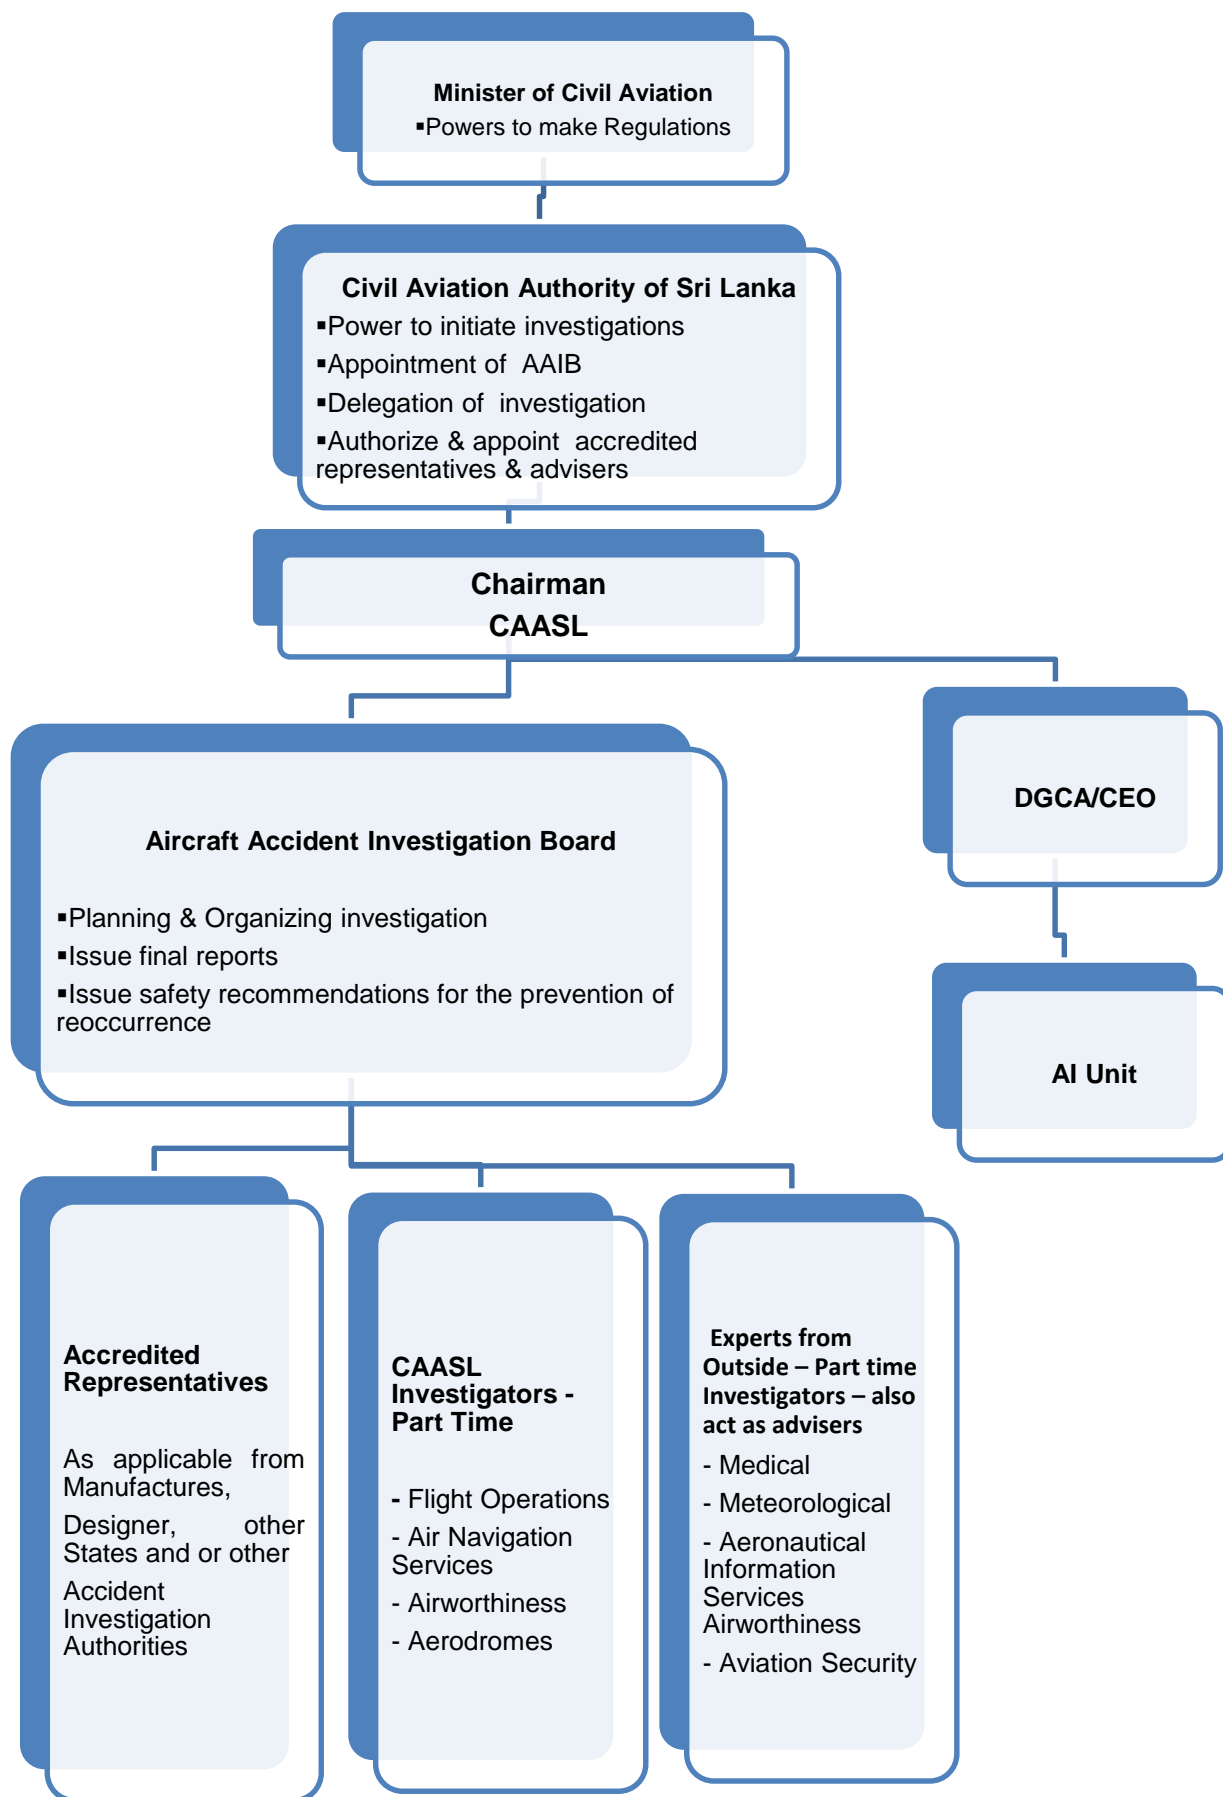 Minister of Civil Aviation
▪Powers to make Regulations
Civil Aviation Authority of Sri Lanka
▪Power to initiate investigations
▪Appointment of AAIB
▪Delegation of investigation
▪Authorize & appoint accredited
representatives & advisers
Chairman
CAASL
Aircraft Accident Investigation Board
▪Planning & Organizing investigation
▪Issue final reports
▪Issue safety recommendations for the prevention of
reoccurrence
DGCA/CEO
AI Unit
Accredited
Representatives
As applicable from
Manufactures,
Designer, other
States and or other
Accident
Investigation
Authorities
CAASL
Investigators -
Part Time
- Flight Operations
- Air Navigation
Services
- Airworthiness
- Aerodromes
Experts from
Outside – Part time
Investigators – also
act as advisers
- Medical
- Meteorological
- Aeronautical
Information
Services
Airworthiness
- Aviation Security